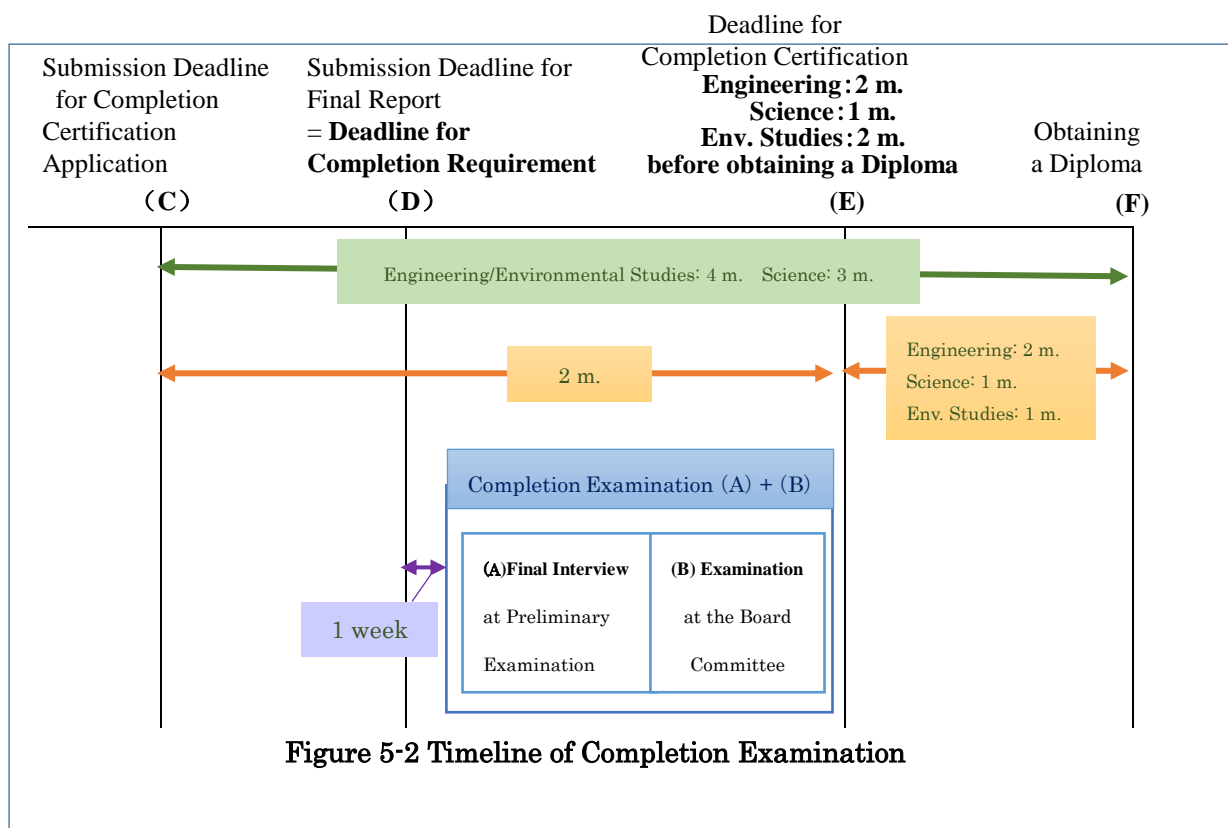 Submission Deadline
for Completion
Certification
Application
(C)
Submission Deadline for
Final Report
= Deadline for
Completion Requirement
(D)
Deadline for
Completion Certification
Engineering:2 m.
Science:1 m.
Env. Studies:2 m.
before obtaining a Diploma
(E)
Obtaining
a Diploma
(F)
Engineering/Environmental Studies: 4 m. Science: 3 m.
2 m.
Engineering: 2 m.
Science: 1 m.
Env. Studies: 1 m.
Completion Examination (A) + (B)
(A)Final Interview
at Preliminary
Examination
(B) Examination
at the Board
Committee
1 week
Figure 5-2 Timeline of Completion Examination